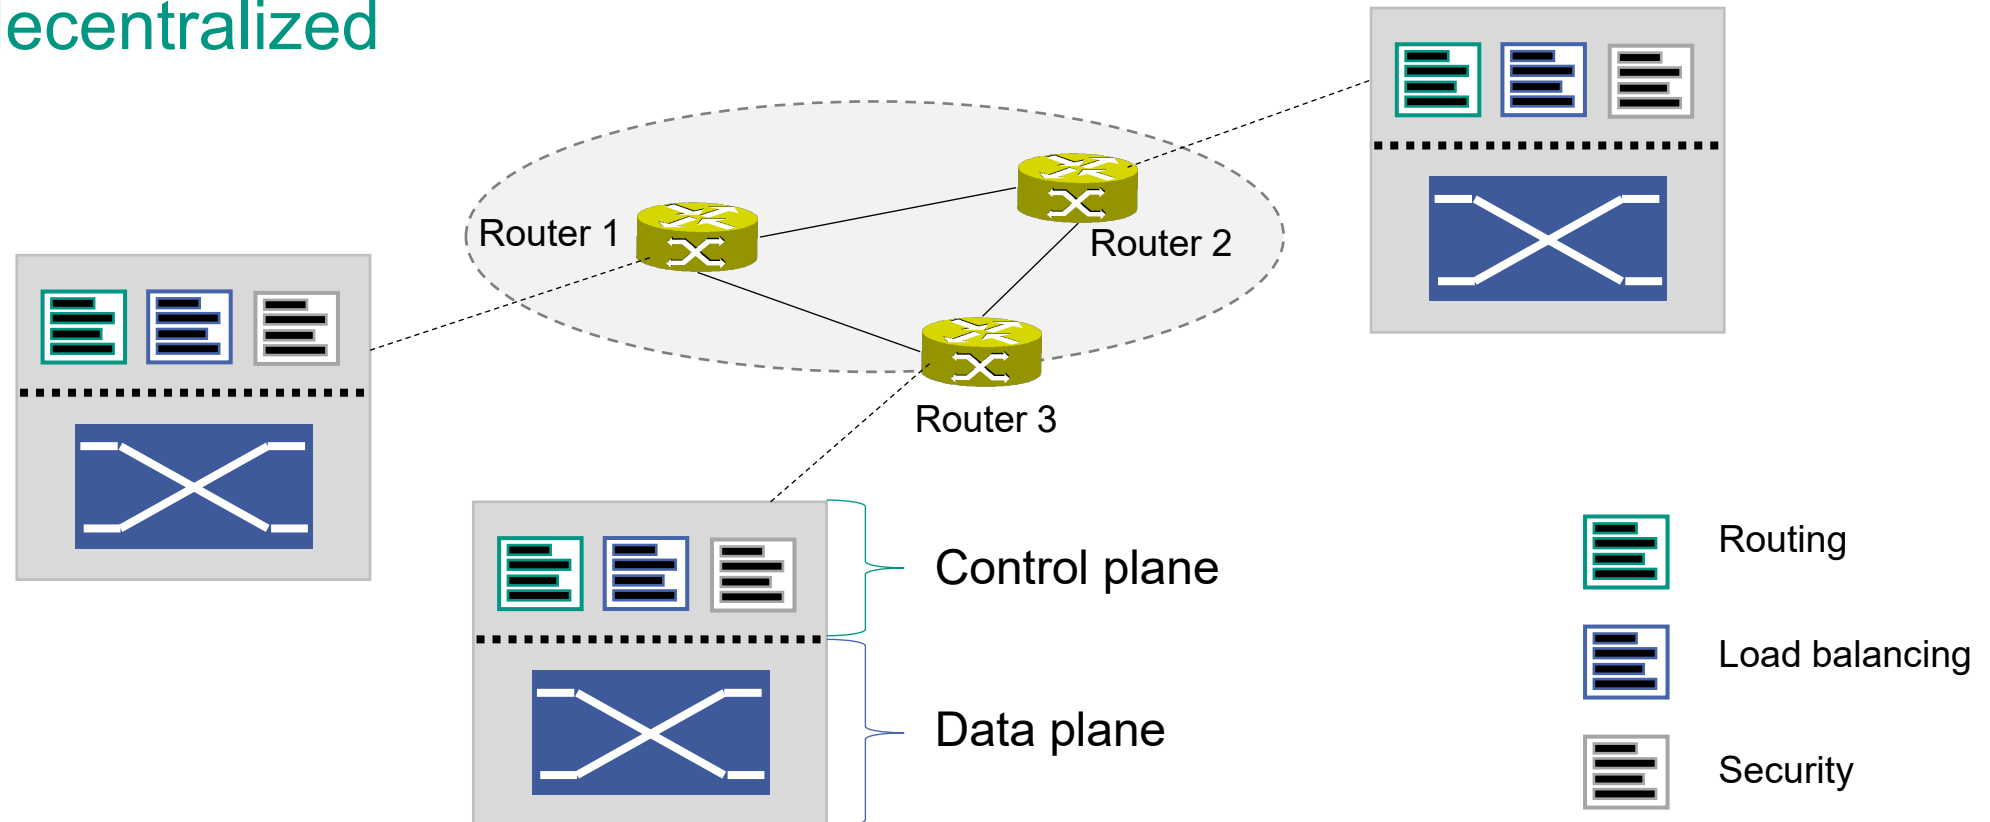 ecentralized
Router 1
Router 2
Router 3
Control plane
Data plane
Routing
Load balancing
Security